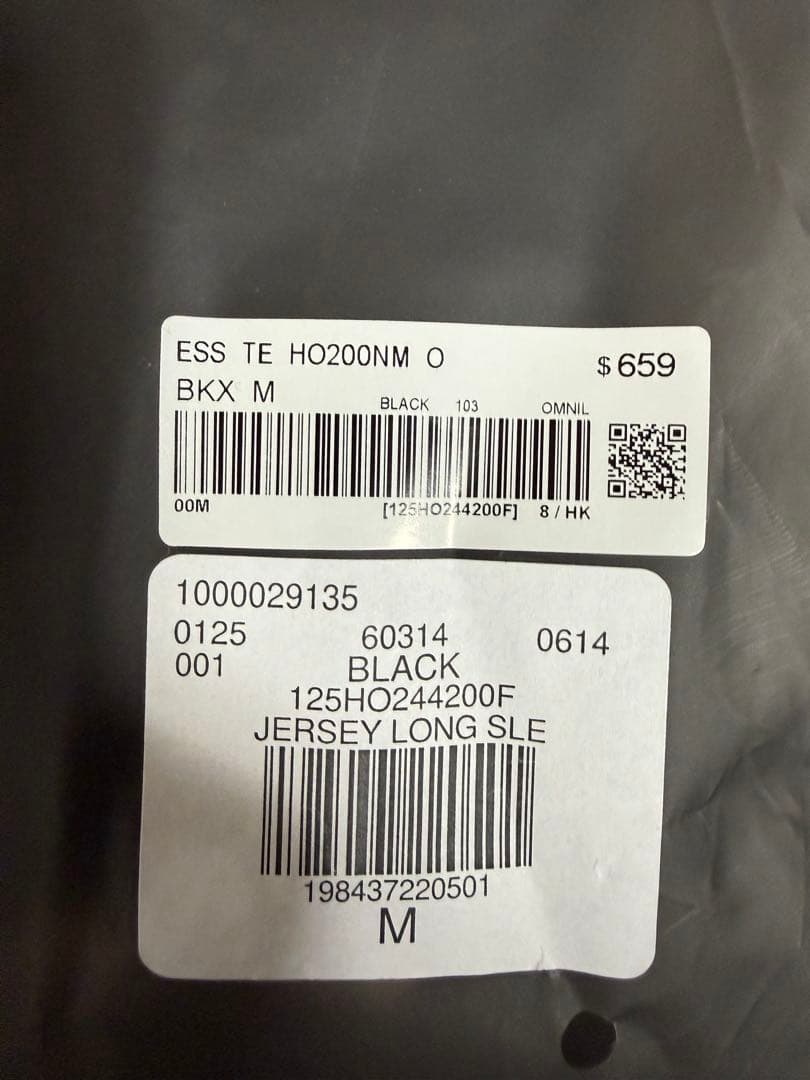 ESS TE HO200NM O $659
BKX M
BLACK 103 OMNIL
00M [125HO244200F] 8 / HK
1000029135
0125 60314 0614
001 BLACK
125HO244200F
JERSEY LONG SLE
198437220501
M